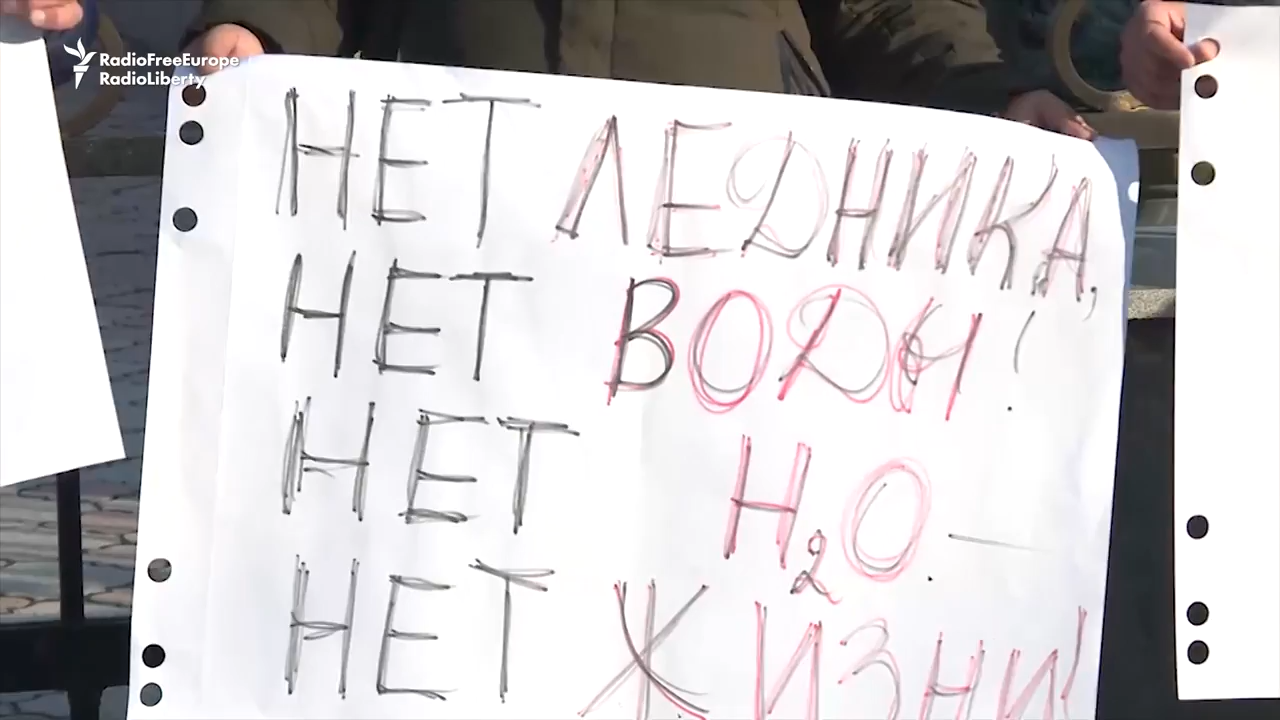 RadioFreeEurope
RadioLiberty
НЕТ ЛЕДНИКА,
НЕТ ВОДЫ!
НЕТ H₂O. —
НЕТ ЖИЗНИ!